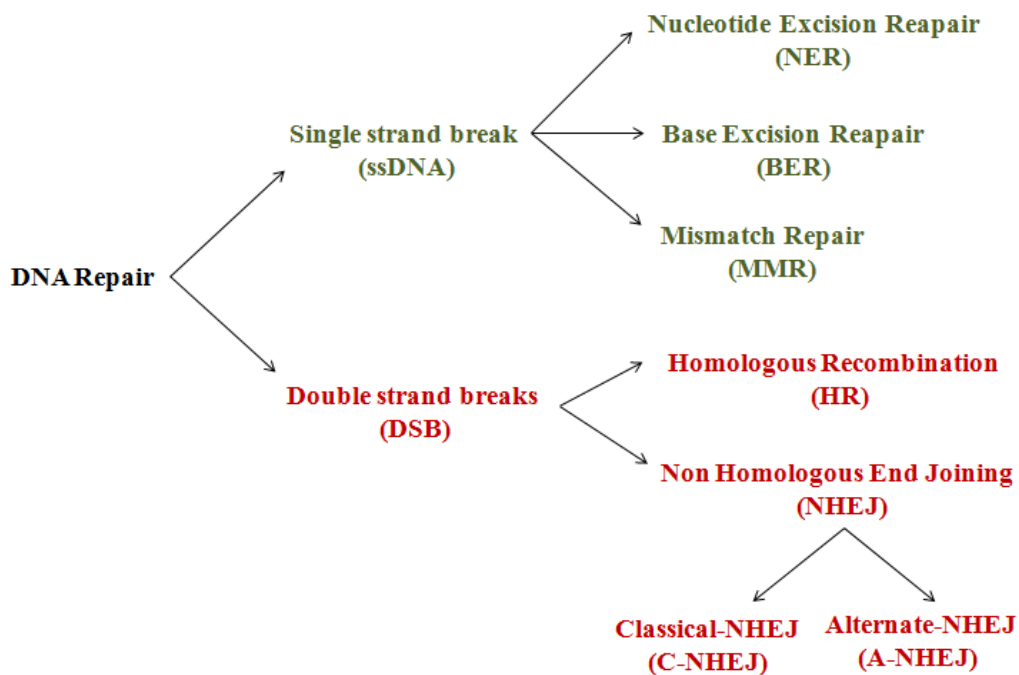 Nucleotide Excision Reapair
(NER)
Single strand break
(ssDNA)
Base Excision Reapair
(BER)
Mismatch Repair
(MMR)
DNA Repair
Homologous Recombination
(HR)
Double strand breaks
(DSB)
Non Homologous End Joining
(NHEJ)
Classical-NHEJ
(C-NHEJ)
Alternate-NHEJ
(A-NHEJ)